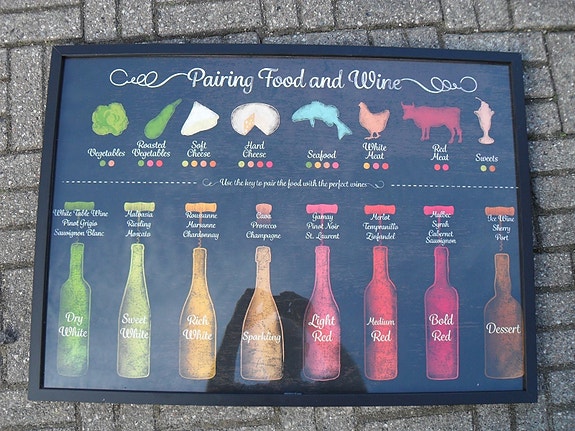 Pairing Food and Wine
Vegetables
Roasted
Vegetables
Soft
Cheese
Hard
Cheese
Seafood
White
Meat
Red
Meat
Sweets
Use the key to pair the food with the perfect wines
White Table Wine
Pinot Grigio
Sauvignon Blanc
Malvasia
Riesling
Moscato
Roussanne
Marsanne
Chardonnay
Cava
Prosecco
Champagne
Gamay
Pinot Noir
St. Laurent
Merlot
Tempranillo
Zinfandel
Malbec
Syrah
Cabernet
Sauvignon
Ice Wine
Sherry
Port
Dry
White
Sweet
White
Rich
White
Sparkling
Light
Red
Medium
Red
Bold
Red
Dessert